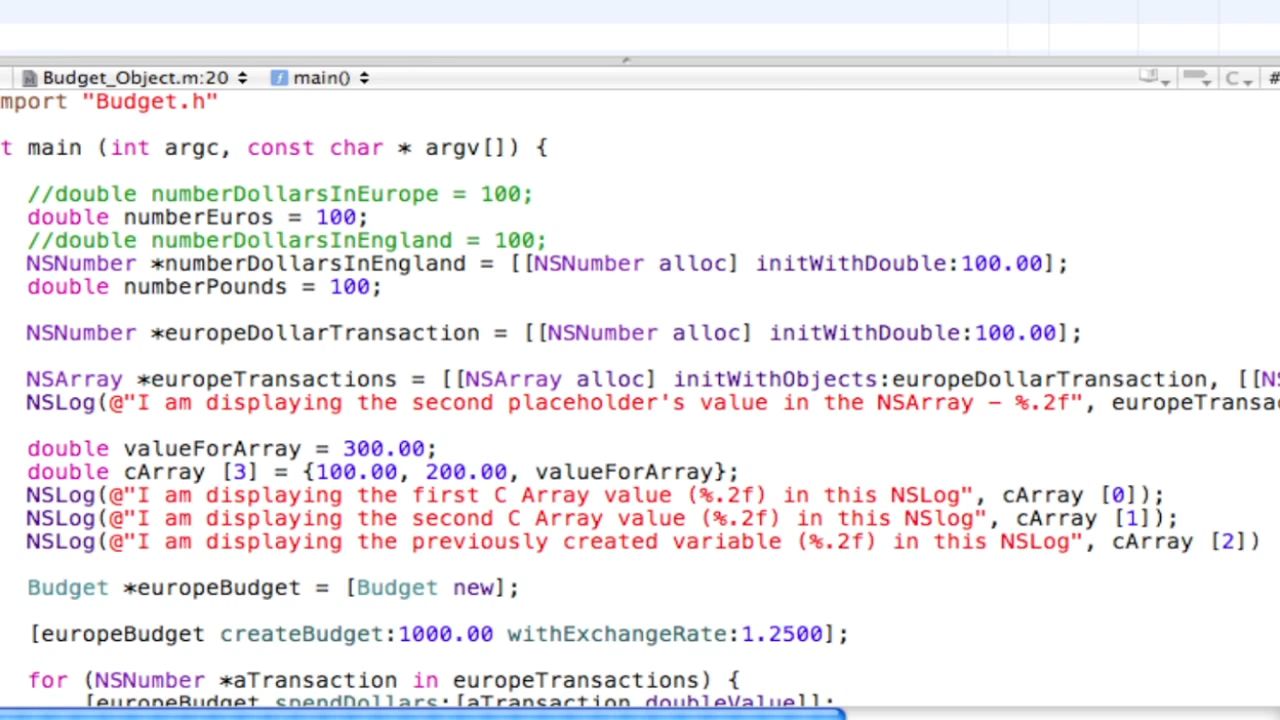 Budget_Object.m:20 main() C #
mport "Budget.h"
t main (int argc, const char * argv[]) {
//double numberDollarsInEurope = 100;
double numberEuros = 100;
//double numberDollarsInEngland = 100;
NSNumber *numberDollarsInEngland = [[NSNumber alloc] initWithDouble:100.00];
double numberPounds = 100;
NSNumber *europeDollarTransaction = [[NSNumber alloc] initWithDouble:100.00];
NSArray *europeTransactions = [[NSArray alloc] initWithObjects:europeDollarTransaction, [[NS
NSLog(@"I am displaying the second placeholder's value in the NSArray – %.2f", europeTransac
double valueForArray = 300.00;
double cArray [3] = {100.00, 200.00, valueForArray};
NSLog(@"I am displaying the first C Array value (%.2f) in this NSLog", cArray [0]);
NSLog(@"I am displaying the second C Array value (%.2f) in this NSlog", cArray [1]);
NSLog(@"I am displaying the previously created variable (%.2f) in this NSLog", cArray [2])
Budget *europeBudget = [Budget new];
[europeBudget createBudget:1000.00 withExchangeRate:1.2500];
for (NSNumber *aTransaction in europeTransactions) {
[europeBudget spendDollars:[aTransaction doubleValue]];